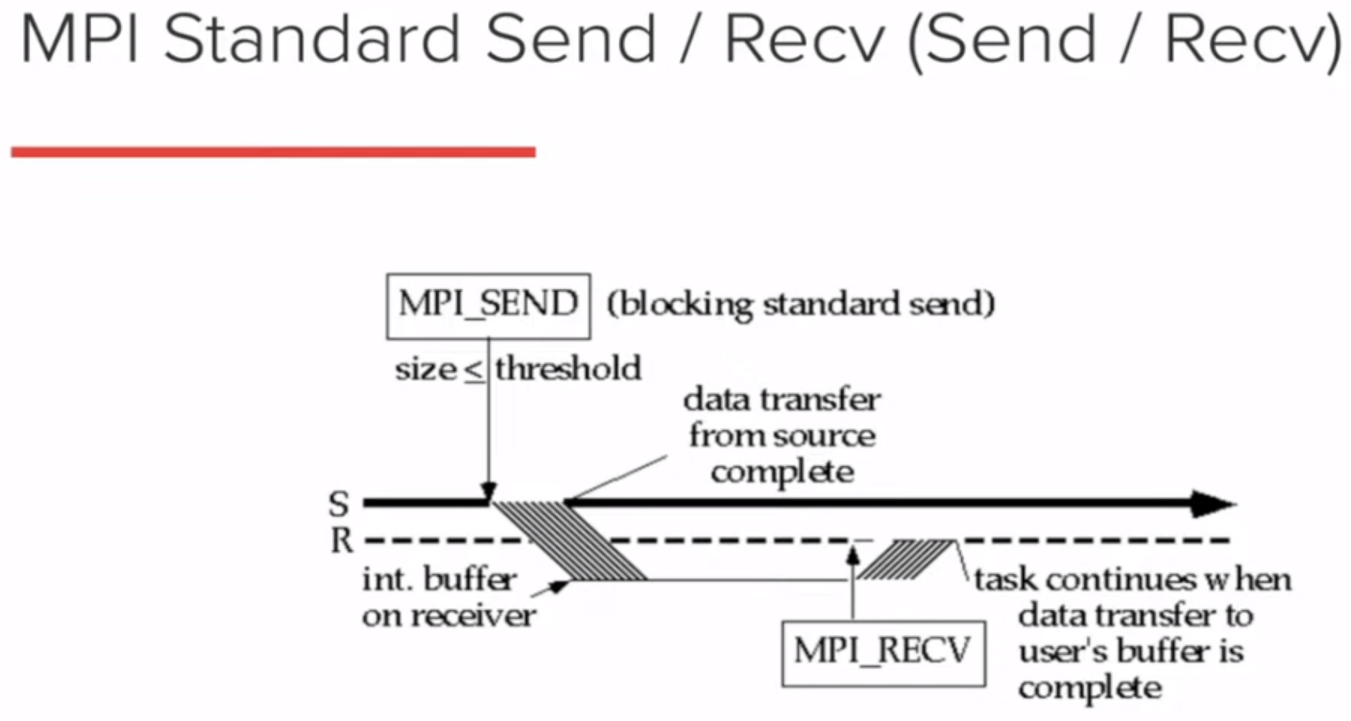 MPI Standard Send / Recv (Send / Recv)
MPI_SEND (blocking standard send)
size ≤ threshold
data transfer
from source
complete
S
R
int. buffer
on receiver
MPI_RECV
task continues when
data transfer to
user's buffer is
complete